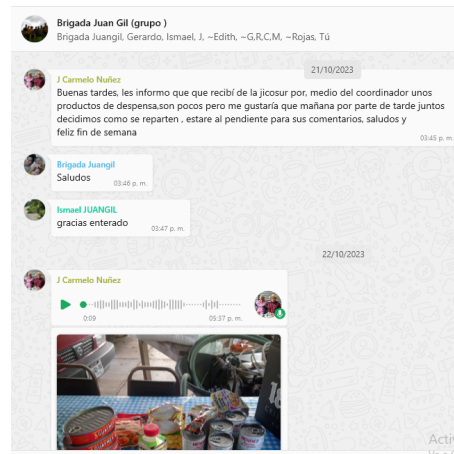 Brigada Juan Gil (grupo )
Brigada Juangil, Gerardo, Ismael, J, ~Edith, ~G,R,C,M, ~Rojas, Tú
21/10/2023
J Carmelo Nuñez
Buenas tardes, les informo que que recibí de la jicosur por, medio del coordinador unos
productos de despensa,son pocos pero me gustaría que mañana por parte de tarde juntos
decidimos como se reparten , estare al pendiente para sus comentarios, saludos y
feliz fin de semana
03:45 p. m.
Brigada Juangil
Saludos
03:46 p. m.
Ismael JUANGIL
gracias enterado
03:47 p. m.
22/10/2023
J Carmelo Nuñez
0:09
05:37 p. m.